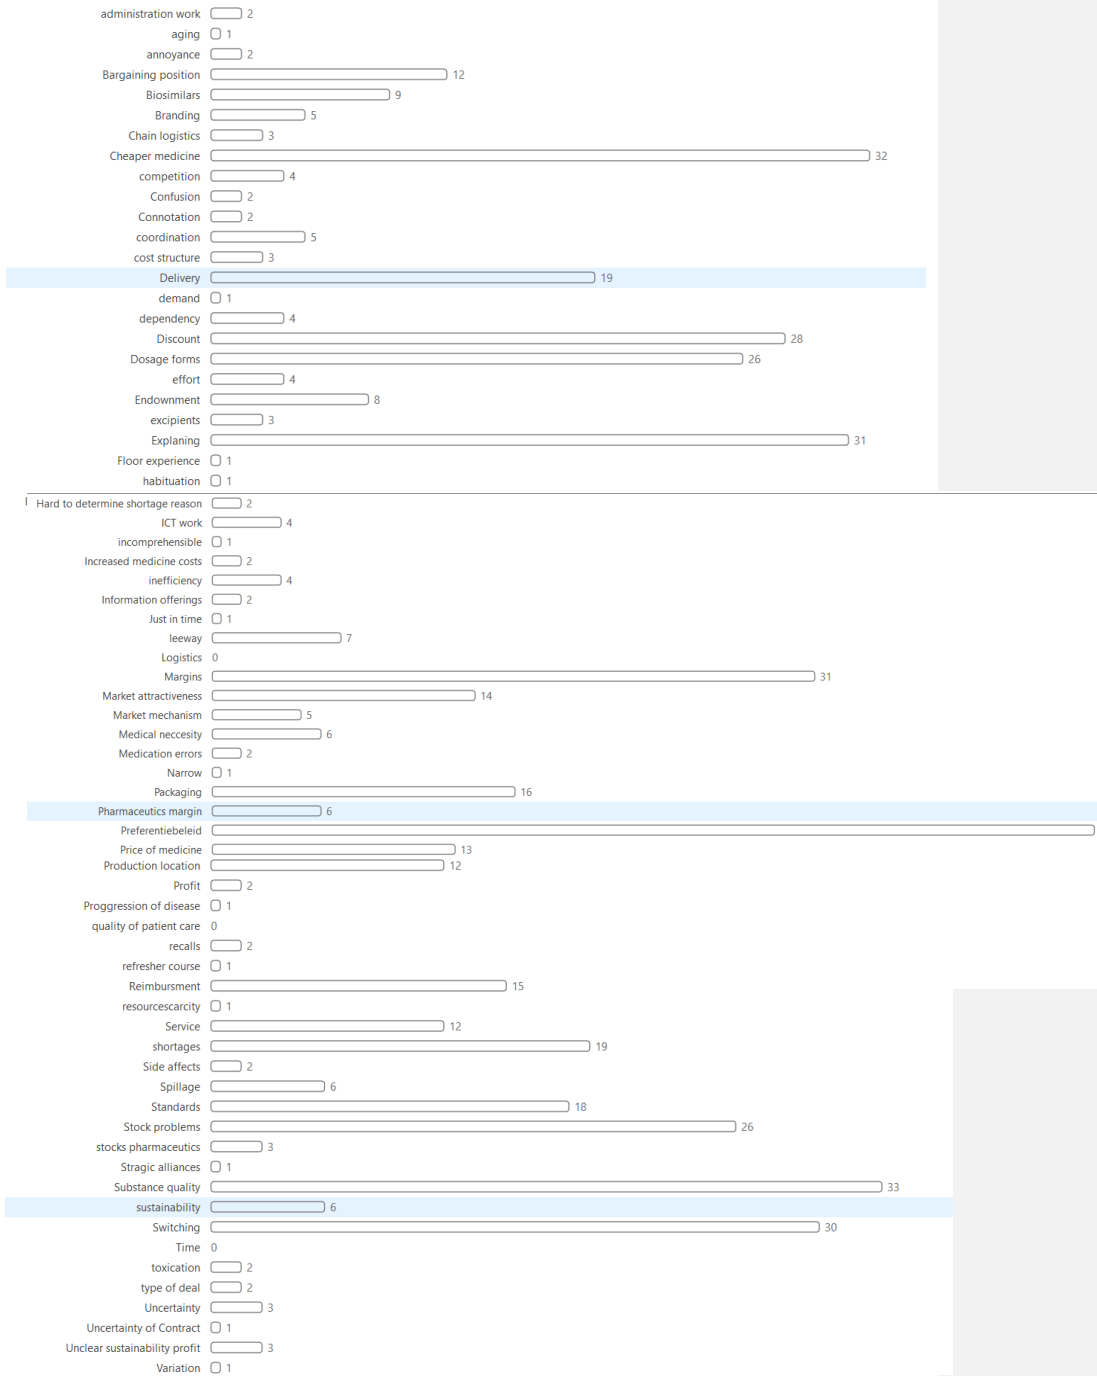 administration work 2
aging 1
annoyance 2
Bargaining position 12
Biosimilars 9
Branding 5
Chain logistics 3
Cheaper medicine 32
competition 4
Confusion 2
Connotation 2
coordination 5
cost structure 3
Delivery 19
demand 1
dependency 4
Discount 28
Dosage forms 26
effort 4
Endownment 8
excipients 3
Explaning 31
Floor experience 1
habituation 1
Hard to determine shortage reason 2
ICT work 4
incomprehensible 1
Increased medicine costs 2
inefficiency 4
Information offerings 2
Just in time 1
leeway 7
Logistics 0
Margins 31
Market attractiveness 14
Market mechanism 5
Medical neccesity 6
Medication errors 2
Narrow 1
Packaging 16
Pharmaceutics margin 6
Preferentiebeleid
Price of medicine 13
Production location 12
Profit 2
Proggression of disease 1
quality of patient care 0
recalls 2
refresher course 1
Reimbursment 15
resourcescarcity 1
Service 12
shortages 19
Side affects 2
Spillage 6
Standards 18
Stock problems 26
stocks pharmaceutics 3
Stragic alliances 1
Substance quality 33
sustainability 6
Switching 30
Time 0
toxication 2
type of deal 2
Uncertainty 3
Uncertainty of Contract 1
Unclear sustainability profit 3
Variation 1